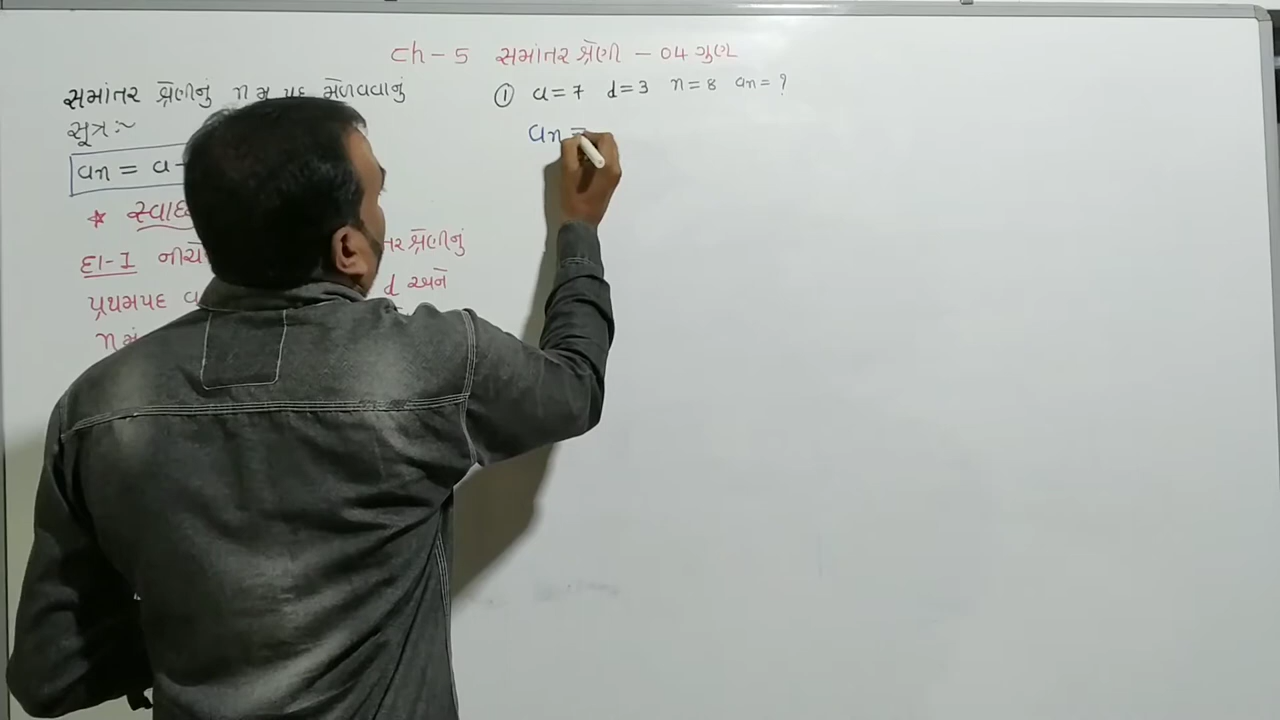 Ch - 5 સમાંતર શ્રેણી - 04 ગુણ
સમાંતર શ્રેણીનું n મુ પદ મેળવવાનું
સૂત્ર :~
an = a
* 
દા-I નીચે તર શ્રેણીનું
પ્રથમપદ d અને
n
① a = 7 d = 3 n = 8 an = ?
an =